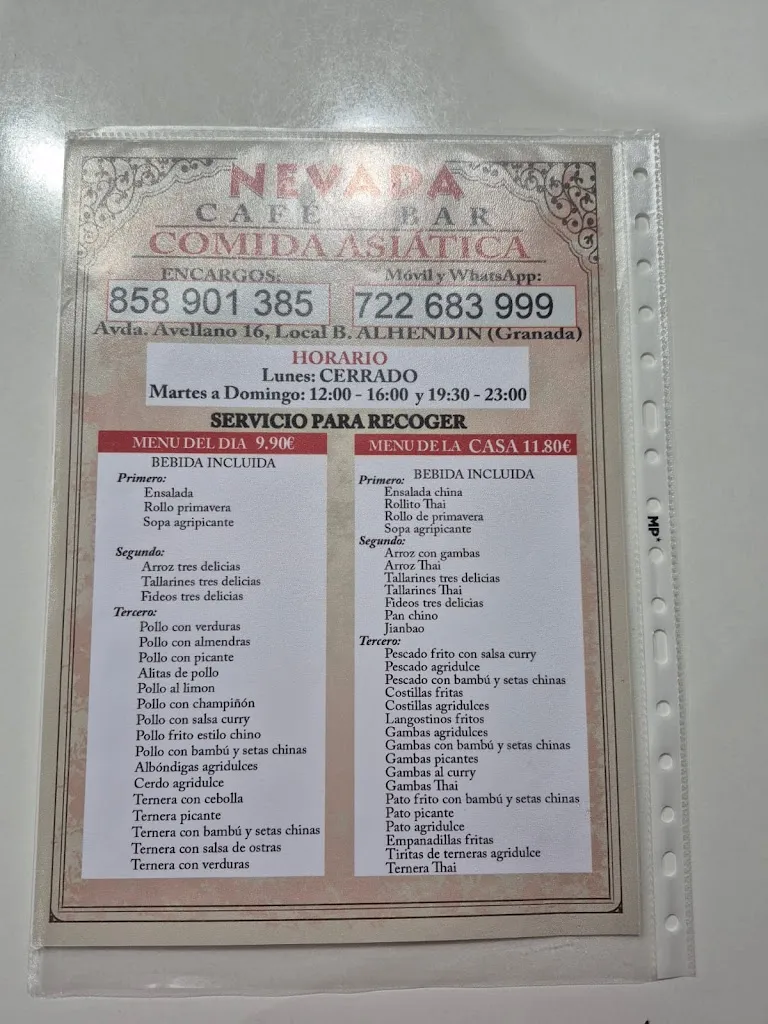 NEVADA
CAFÉ BAR
COMIDA ASIÁTICA
ENCARGOS:
858 901 385
Móvil y WhatsApp:
722 683 999
Avda. Avellano 16, Local B. ALHENDIN (Granada)
HORARIO
Lunes: CERRADO
Martes a Domingo: 12:00 - 16:00 y 19:30 - 23:00
SERVICIO PARA RECOGER
MENU DEL DIA 9.90€
BEBIDA INCLUIDA
Primero:
Ensalada
Rollo primavera
Sopa agripicante
Segundo:
Arroz tres delicias
Tallarines tres delicias
Fideos tres delicias
Tercero:
Pollo con verduras
Pollo con almendras
Pollo con picante
Alitas de pollo
Pollo al limon
Pollo con champiñón
Pollo con salsa curry
Pollo frito estilo chino
Pollo con bambú y setas chinas
Albóndigas agridulces
Cerdo agridulce
Ternera con cebolla
Ternera picante
Ternera con bambú y setas chinas
Ternera con salsa de ostras
Ternera con verduras
MENU DE LA CASA 11.80€
BEBIDA INCLUIDA
Primero:
Ensalada china
Rollito Thai
Rollo de primavera
Sopa agripicante
Segundo:
Arroz con gambas
Arroz Thai
Tallarines tres delicias
Tallarines Thai
Fideos tres delicias
Pan chino
Jianbao
Tercero:
Pescado frito con salsa curry
Pescado agridulce
Pescado con bambú y setas chinas
Costillas fritas
Costillas agridulces
Langostinos fritos
Gambas agridulces
Gambas con bambú y setas chinas
Gambas picantes
Gambas al curry
Gambas Thai
Pato frito con bambú y setas chinas
Pato picante
Pato agridulce
Empanadillas fritas
Tiritas de terneras agridulce
Ternera Thai
MP*